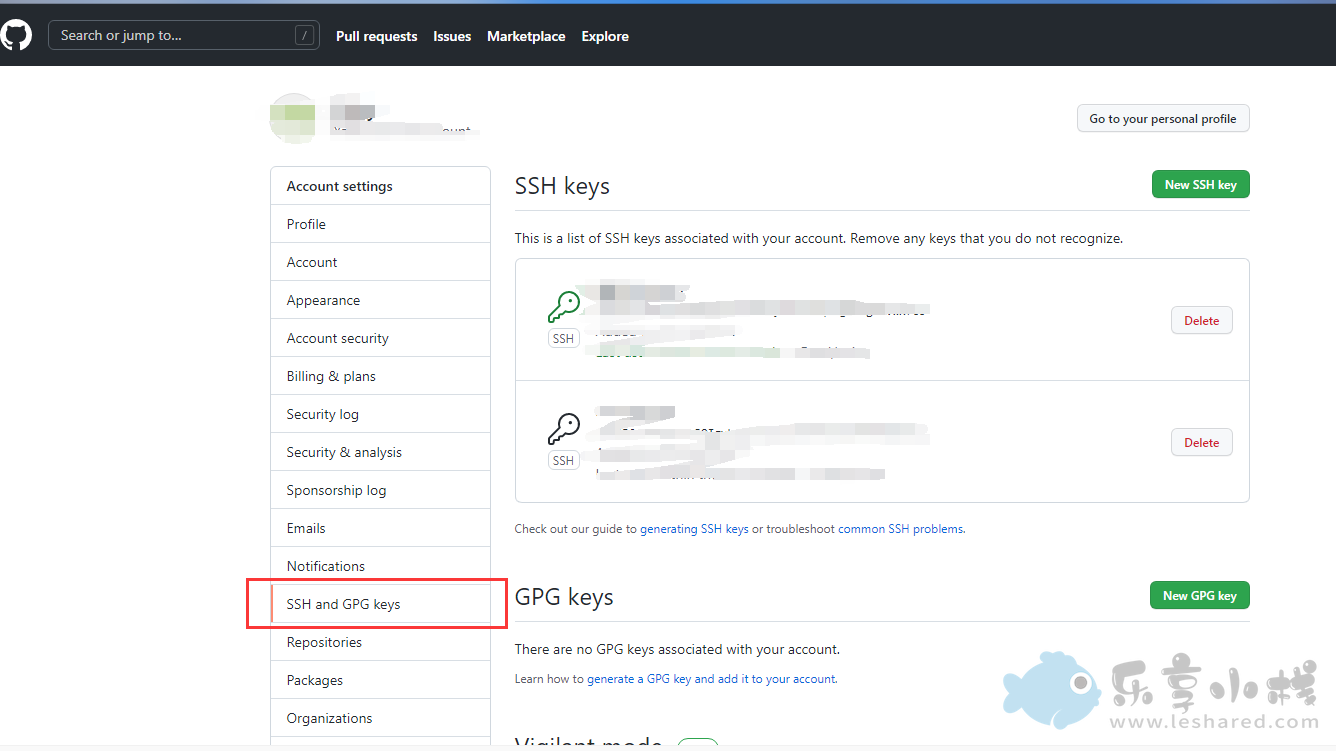 Search or jump to...
/
Pull requests
Issues
Marketplace
Explore
Go to your personal profile
Account settings
Profile
Account
Appearance
Account security
Billing & plans
Security log
Security & analysis
Sponsorship log
Emails
Notifications
SSH and GPG keys
Repositories
Packages
Organizations
SSH keys
New SSH key
This is a list of SSH keys associated with your account. Remove any keys that you do not recognize.
SSH
Delete
SSH
Delete
Check out our guide to generating SSH keys or troubleshoot common SSH problems.
GPG keys
New GPG key
There are no GPG keys associated with your account.
Learn how to generate a GPG key and add it to your account.
Vigilant mode
乐享小栈
www.leshared.com